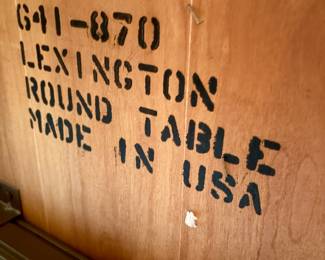 641-870
LEXINGTON
ROUND TABLE
MADE IN USA